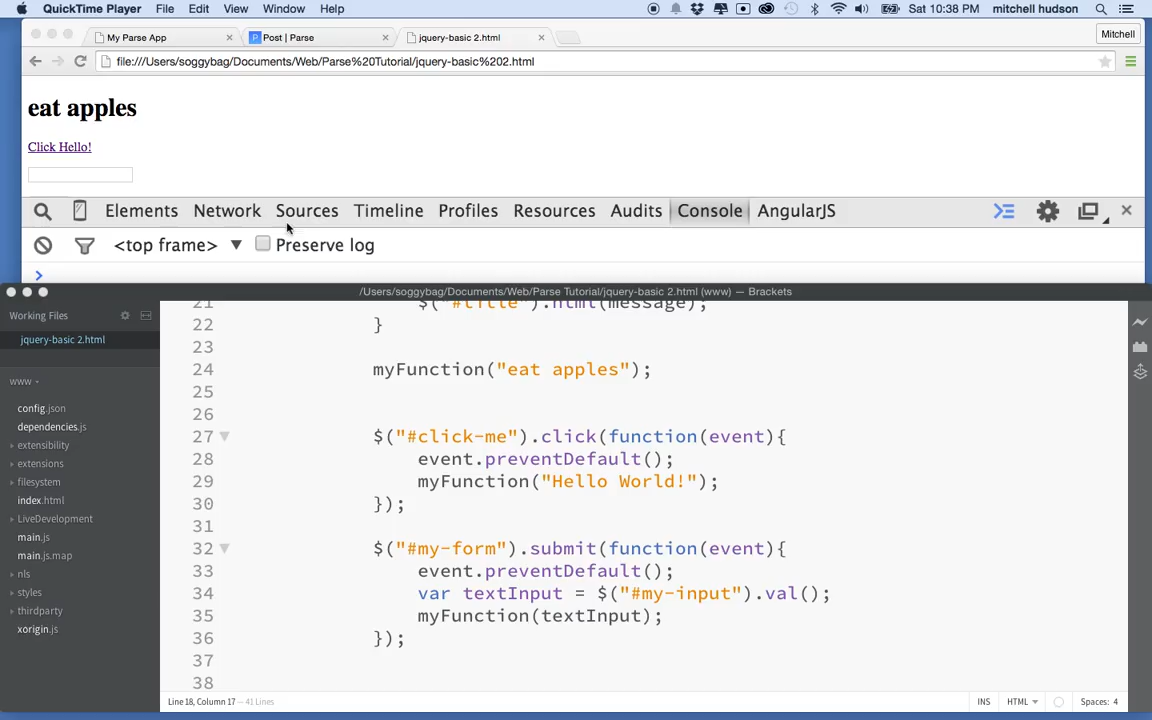 QuickTime Player File Edit View Window Help Sat 10:38 PM mitchell hudson
My Parse App Post | Parse jquery-basic 2.html Mitchell
file:///Users/soggybag/Documents/Web/Parse%20Tutorial/jquery-basic%202.html
eat apples
Click Hello!
Elements Network Sources Timeline Profiles Resources Audits Console AngularJS
<top frame> Preserve log
/Users/soggybag/Documents/Web/Parse Tutorial/jquery-basic 2.html (www) — Brackets
Working Files
jquery-basic 2.html
www
config.json
dependencies.js
extensibility
extensions
filesystem
index.html
LiveDevelopment
main.js
main.js.map
nls
styles
thirdparty
xorigin.js
21 $("#title").html(message);
22 }
23
24 myFunction("eat apples");
25
26
27 $("#click-me").click(function(event){
28 event.preventDefault();
29 myFunction("Hello World!");
30 });
31
32 $("#my-form").submit(function(event){
33 event.preventDefault();
34 var textInput = $("#my-input").val();
35 myFunction(textInput);
36 });
37
38
Line 18, Column 17 — 41 Lines INS HTML Spaces: 4